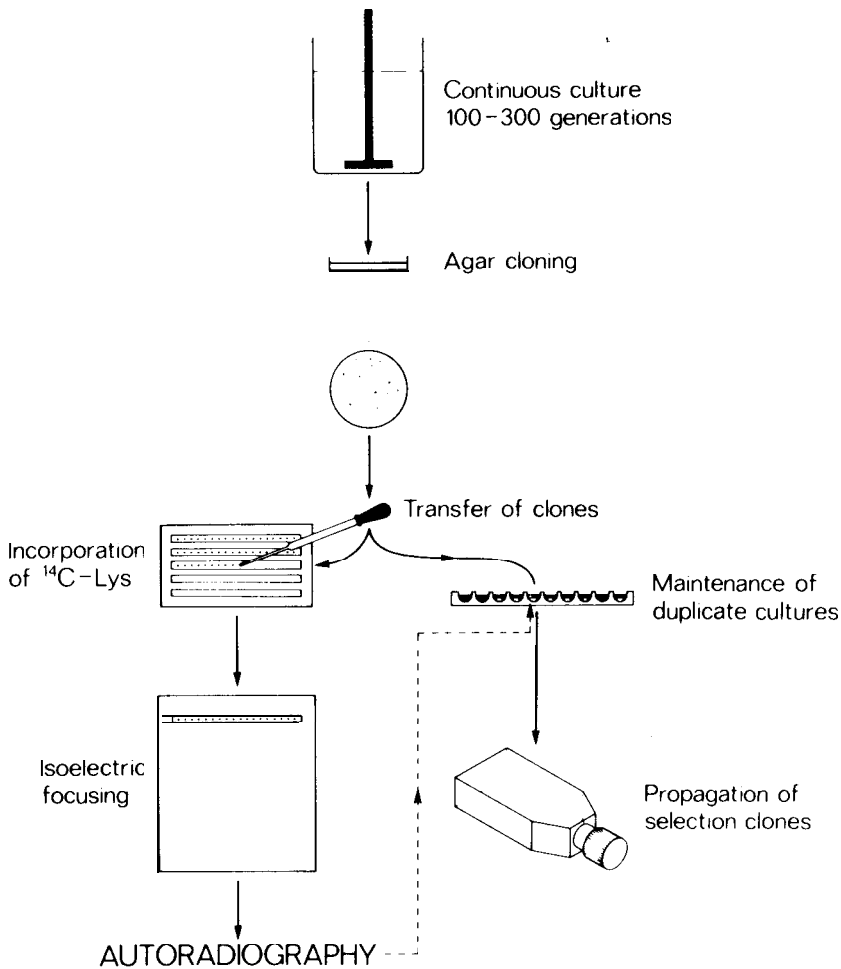 Continuous culture
100-300 generations
Agar cloning
Transfer of clones
Incorporation
of ¹⁴C-Lys
Maintenance of
duplicate cultures
Isoelectric
focusing
Propagation of
selection clones
AUTORADIOGRAPHY